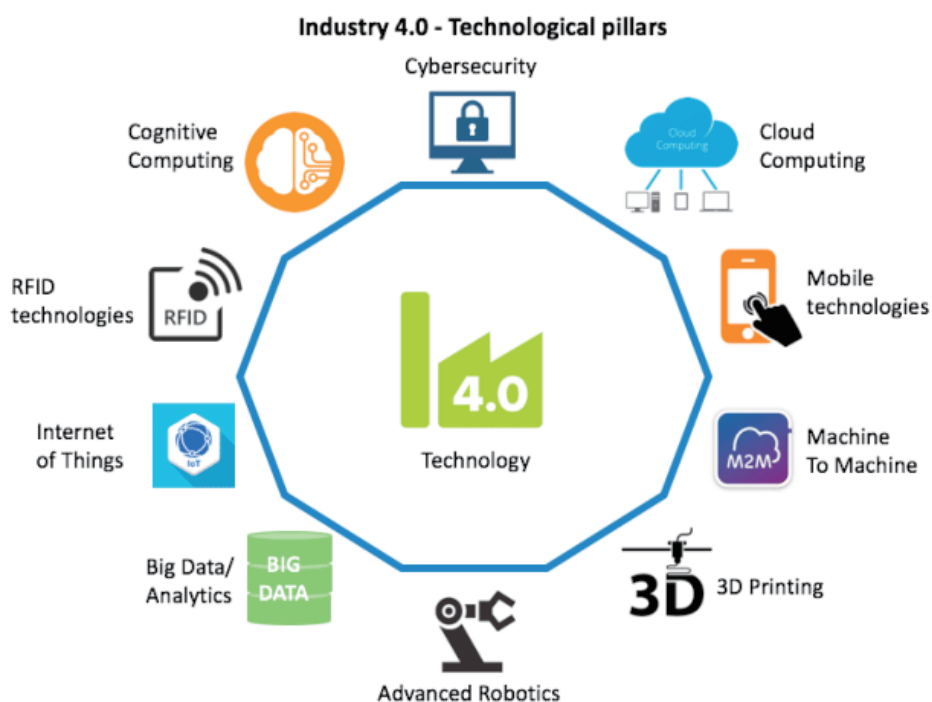 Industry 4.0 - Technological pillars
Cybersecurity
Cognitive
Computing
Cloud
Computing
Cloud
Computing
RFID
technologies
RFID
Mobile
technologies
4.0
Technology
Internet
of Things
IoT
M2M
Machine
To Machine
Big Data/
Analytics
BIG
DATA
3D
3D Printing
Advanced Robotics